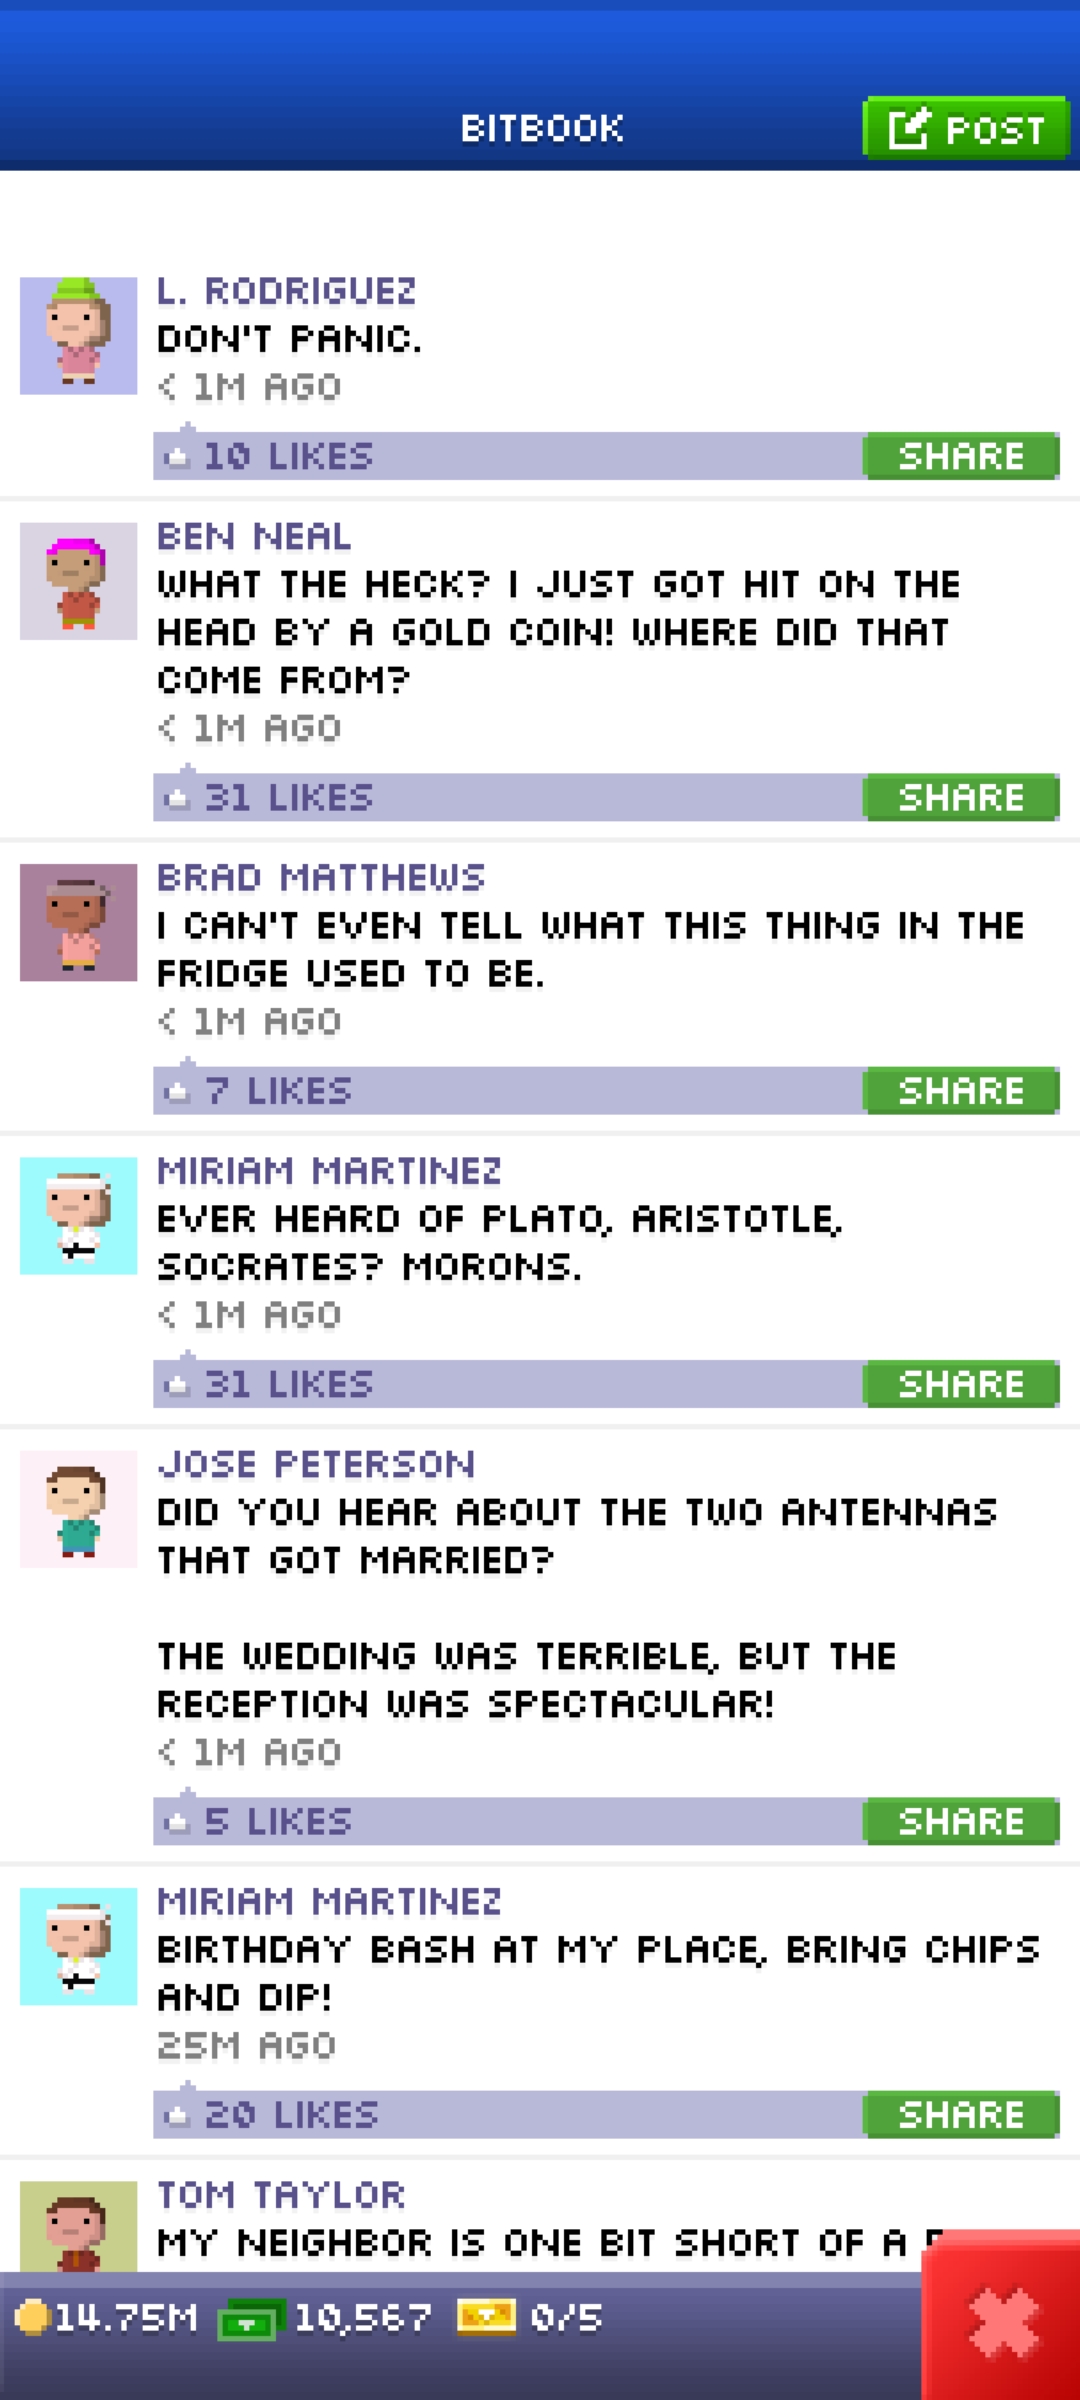 BITBOOK
POST
L. RODRIGUEZ
DON'T PANIC.
< 1M AGO
10 LIKES
SHARE
BEN NEAL
WHAT THE HECK? I JUST GOT HIT ON THE
HEAD BY A GOLD COIN! WHERE DID THAT
COME FROM?
< 1M AGO
31 LIKES
SHARE
BRAD MATTHEWS
I CAN'T EVEN TELL WHAT THIS THING IN THE
FRIDGE USED TO BE.
< 1M AGO
7 LIKES
SHARE
MIRIAM MARTINEZ
EVER HEARD OF PLATO, ARISTOTLE,
SOCRATES? MORONS.
< 1M AGO
31 LIKES
SHARE
JOSE PETERSON
DID YOU HEAR ABOUT THE TWO ANTENNAS
THAT GOT MARRIED?
THE WEDDING WAS TERRIBLE, BUT THE
RECEPTION WAS SPECTACULAR!
< 1M AGO
5 LIKES
SHARE
MIRIAM MARTINEZ
BIRTHDAY BASH AT MY PLACE, BRING CHIPS
AND DIP!
25M AGO
20 LIKES
SHARE
TOM TAYLOR
MY NEIGHBOR IS ONE BIT SHORT OF A
14.75M 10,567 0/5